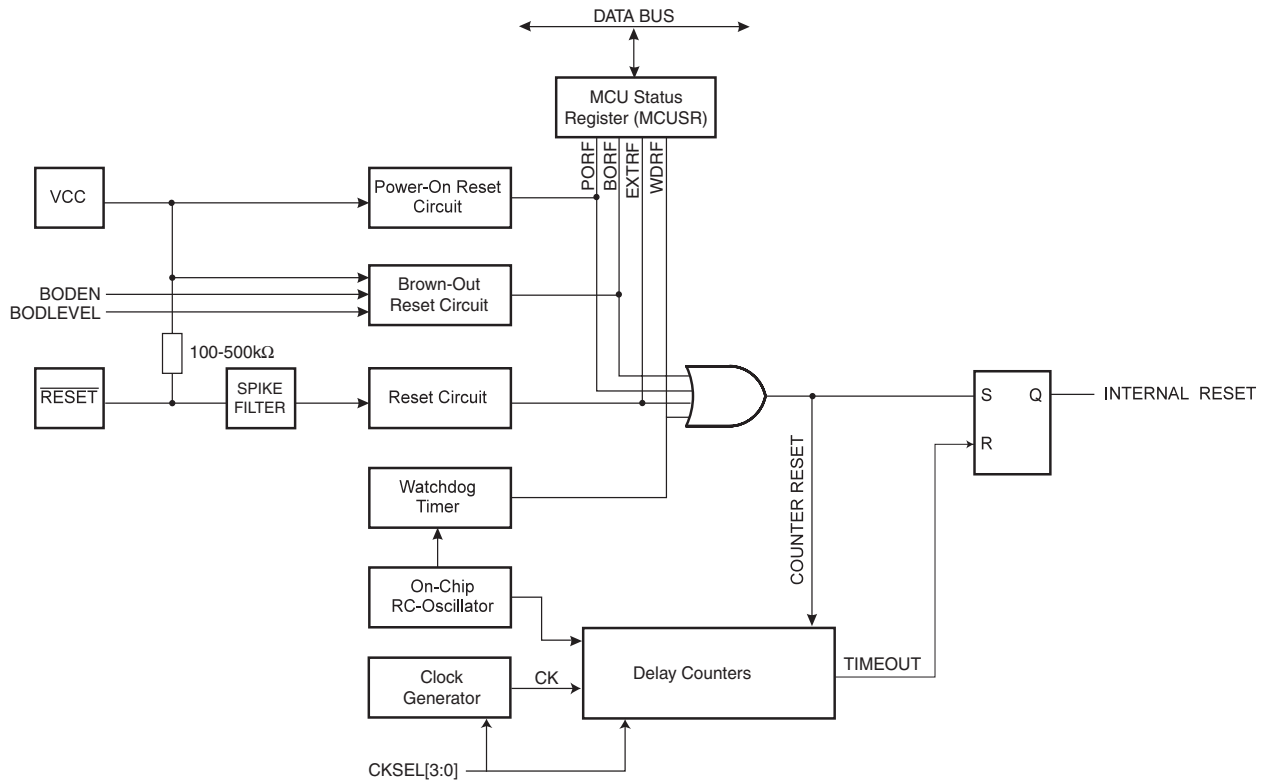 DATA BUS
MCU Status
Register (MCUSR)
PORF
BORF
EXTRF
WDRF
VCC
Power-On Reset
Circuit
BODEN
BODLEVEL
Brown-Out
Reset Circuit
100-500kΩ
RESET
SPIKE
FILTER
Reset Circuit
S
Q
R
INTERNAL RESET
Watchdog
Timer
COUNTER RESET
On-Chip
RC-Oscillator
Clock
Generator
CK
Delay Counters
TIMEOUT
CKSEL[3:0]